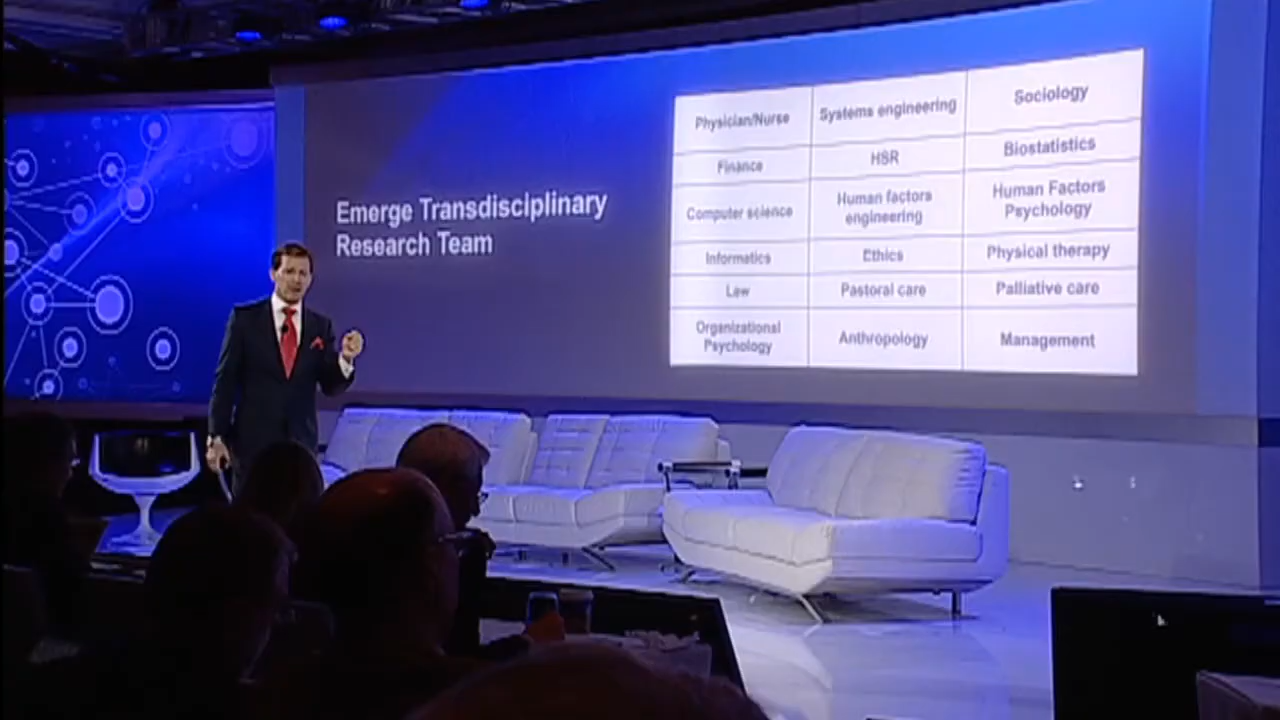 Emerge Transdisciplinary
Research Team
Physician/Nurse
Systems engineering
Sociology
Finance
HSR
Biostatistics
Computer science
Human factors
engineering
Human Factors
Psychology
Informatics
Ethics
Physical therapy
Law
Pastoral care
Palliative care
Organizational
Psychology
Anthropology
Management